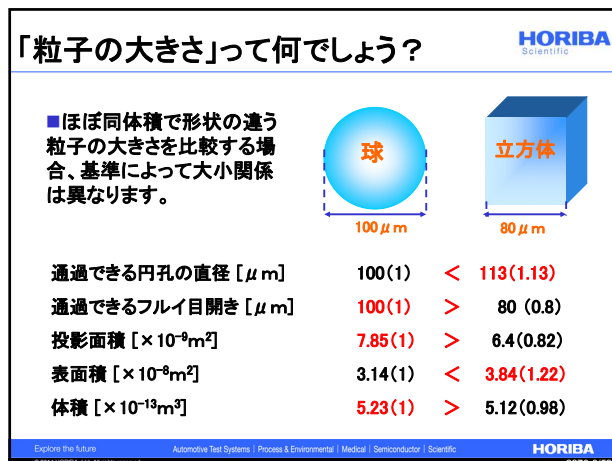 「粒子の大きさ」って何でしょう？
HORIBA
Scientific
■ほぼ同体積で形状の違う
粒子の大きさを比較する場
合、基準によって大小関係
は異なります。
球
立方体
100μm
80μm
通過できる円孔の直径［μm］ 100(1) ＜ 113(1.13)
通過できるフルイ目開き［μm］ 100(1) ＞ 80 (0.8)
投影面積［×10⁻⁹m²］ 7.85(1) ＞ 6.4(0.82)
表面積［×10⁻⁸m²］ 3.14(1) ＜ 3.84(1.22)
体積［×10⁻¹³m³］ 5.23(1) ＞ 5.12(0.98)
Explore the future
Automotive Test Systems | Process & Environmental | Medical | Semiconductor | Scientific
HORIBA